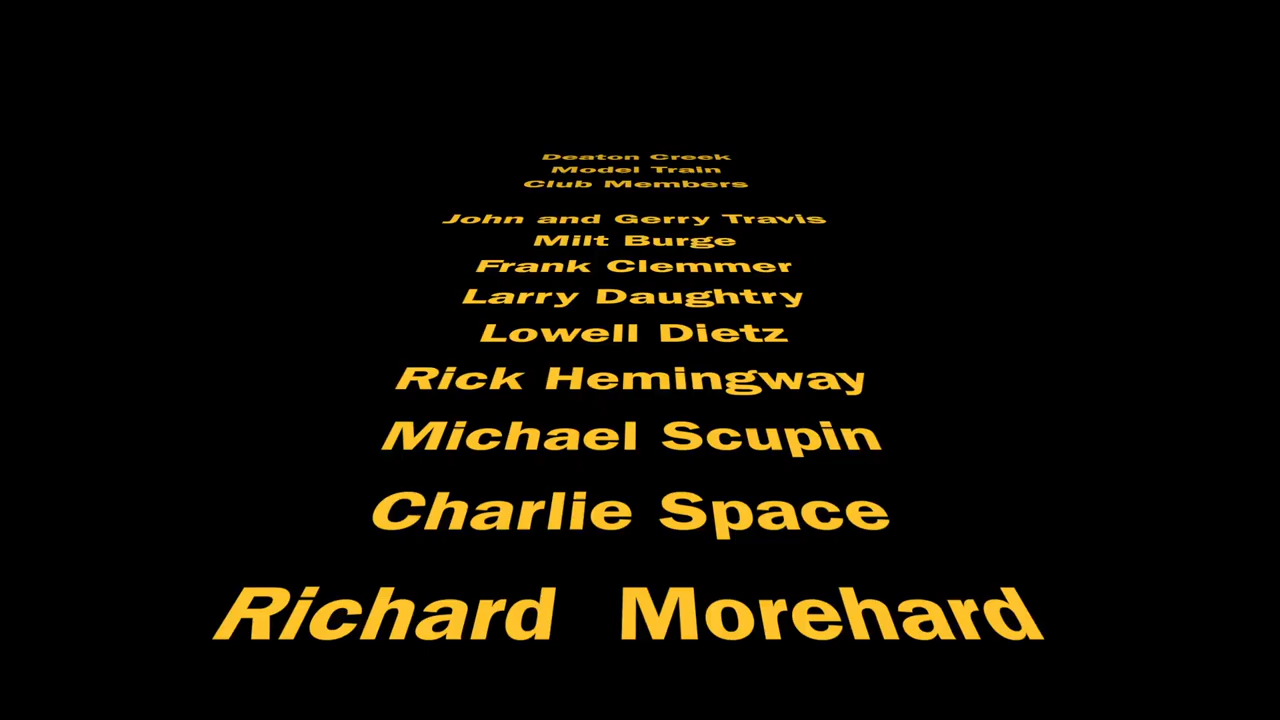 Deaton Creek
Model Train
Club Members
John and Gerry Travis
Milt Burge
Frank Clemmer
Larry Daughtry
Lowell Dietz
Rick Hemingway
Michael Scupin
Charlie Space
Richard Morehard